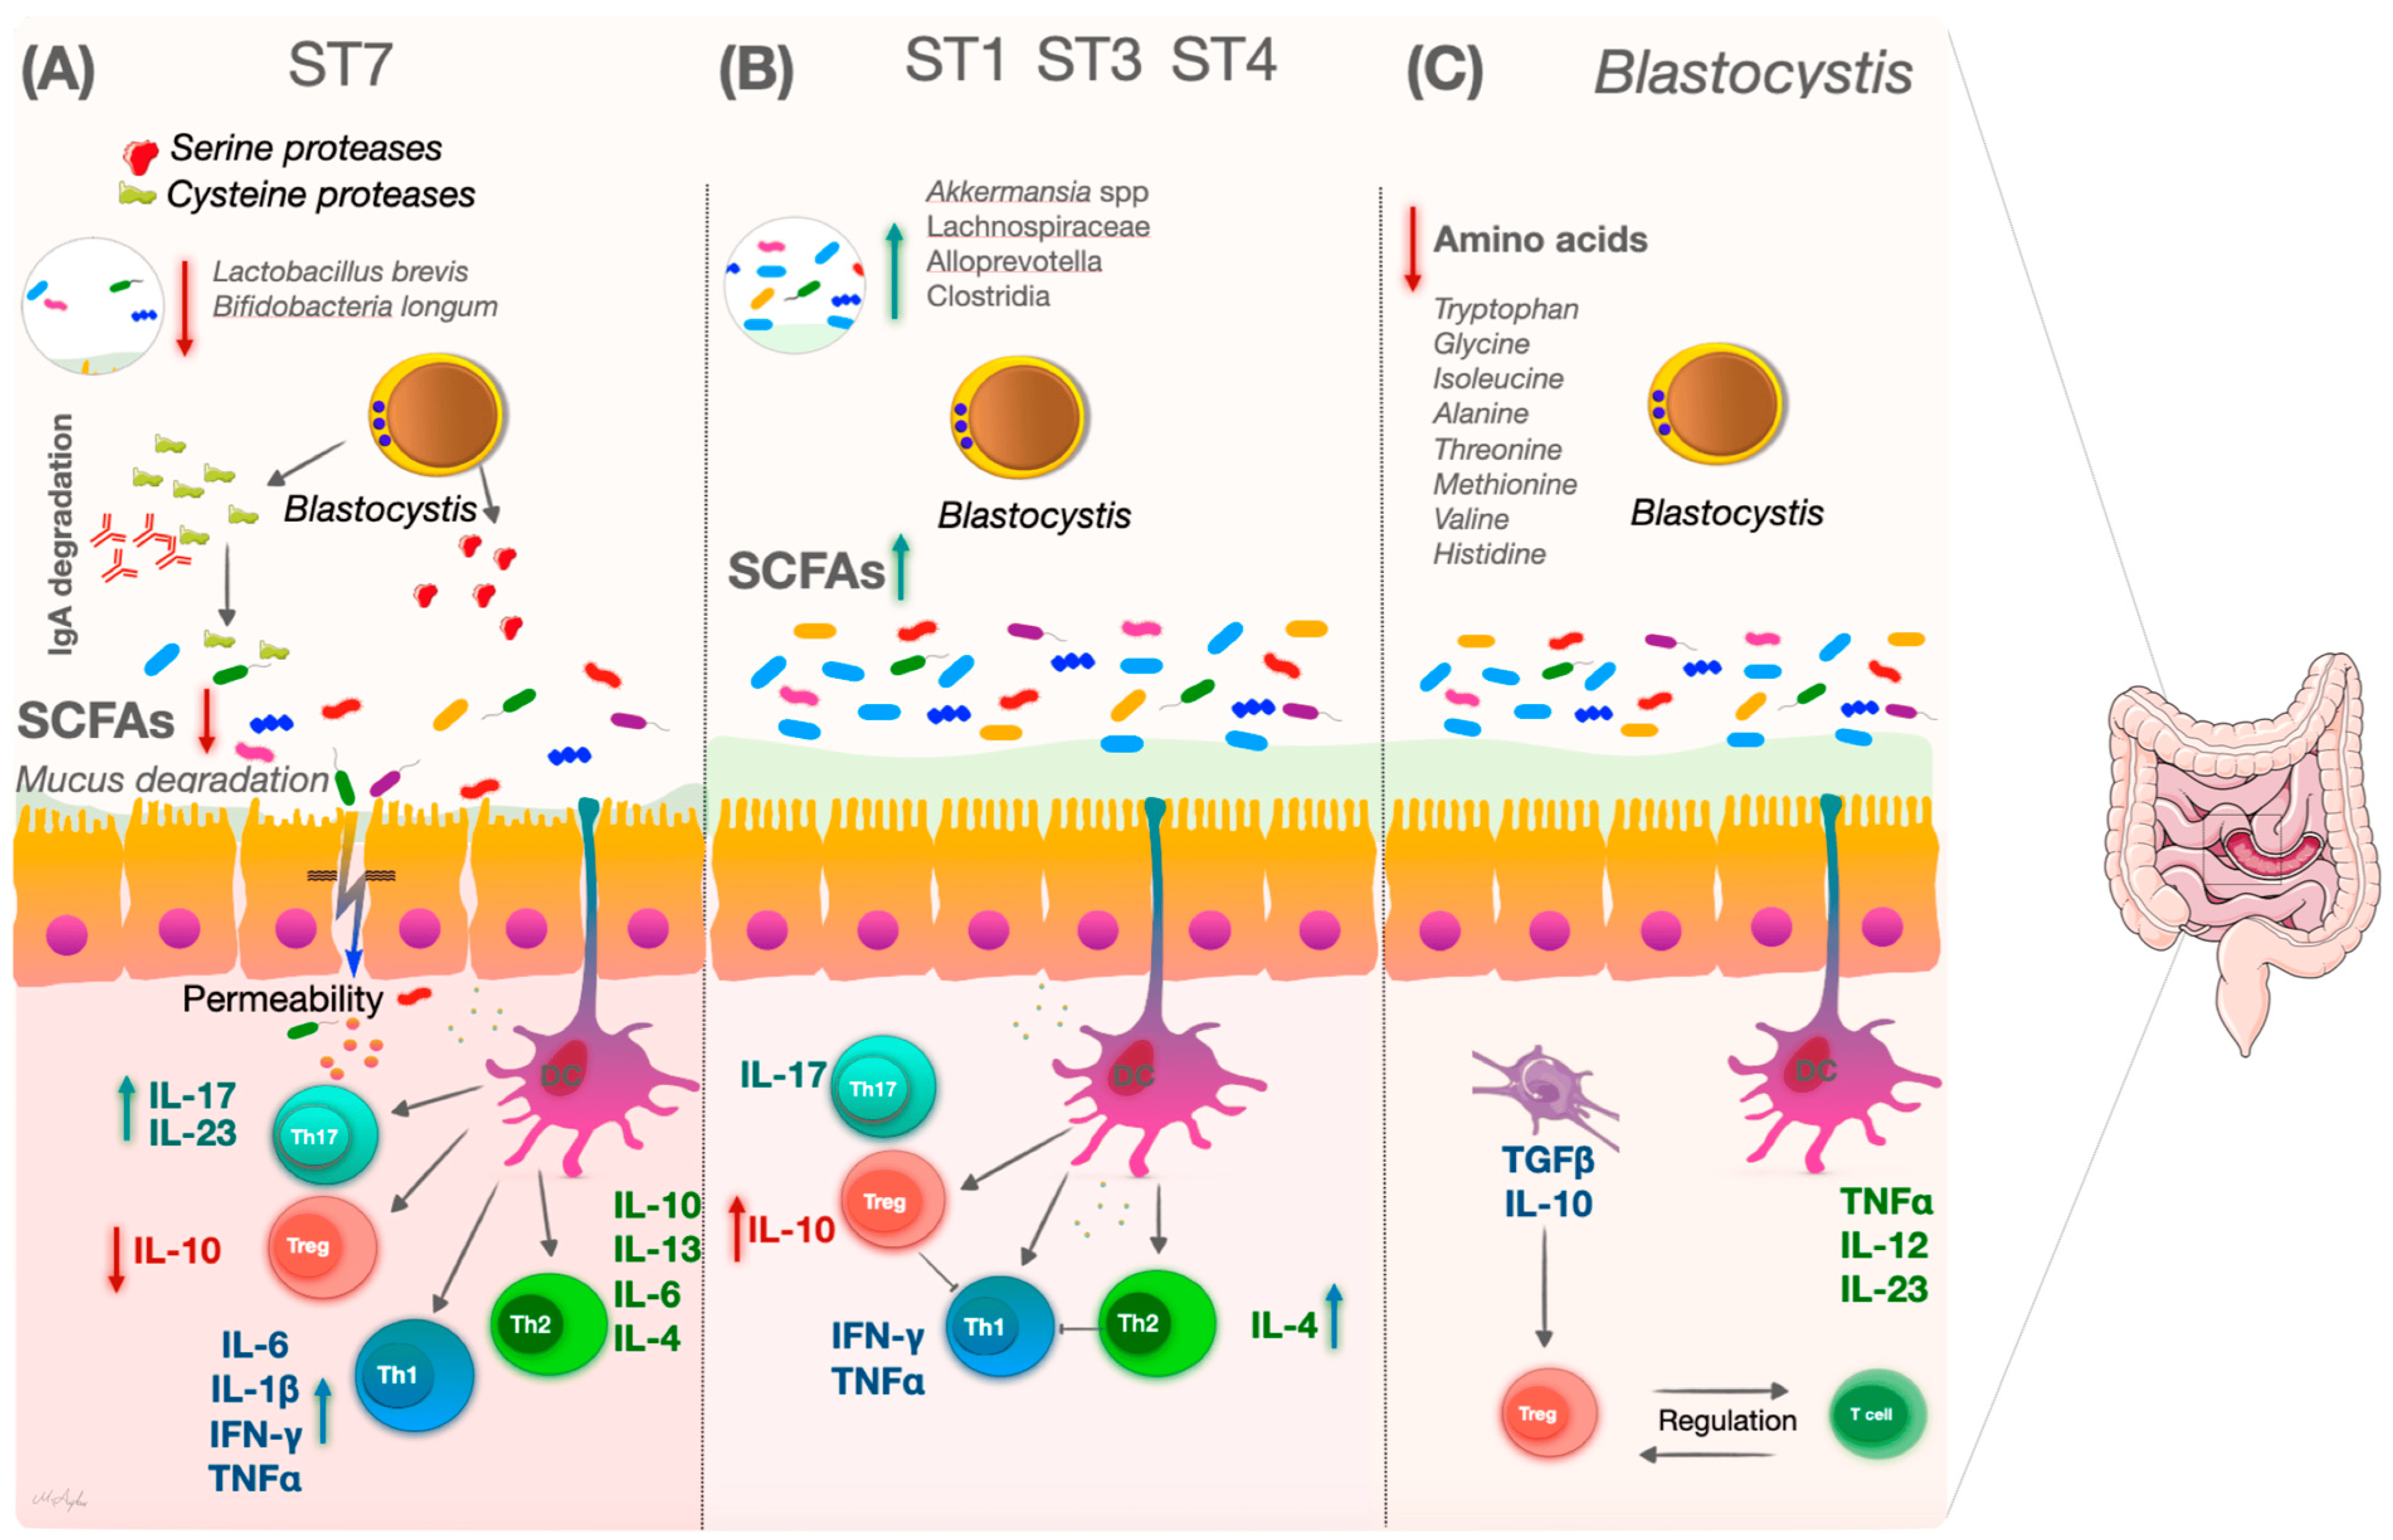 (A)
ST7
Serine proteases
Cysteine proteases
Lactobacillus brevis
Bifidobacteria longum
IgA degradation
Blastocystis
SCFAs
Mucus degradation
Permeability
DC
IL-17
IL-23
Th17
IL-10
Treg
IL-10
IL-13
IL-6
IL-4
Th2
IL-6
IL-1β
IFN-γ
TNFα
Th1
(B)
ST1 ST3 ST4
Akkermansia spp
Lachnospiraceae
Alloprevotella
Clostridia
Blastocystis
SCFAs
IL-17
Th17
DC
IL-10
Treg
IFN-γ
TNFα
Th1
Th2
IL-4
(C)
Blastocystis
Amino acids
Tryptophan
Glycine
Isoleucine
Alanine
Threonine
Methionine
Valine
Histidine
Blastocystis
DC
TGFβ
IL-10
TNFα
IL-12
IL-23
Treg
Regulation
T cell